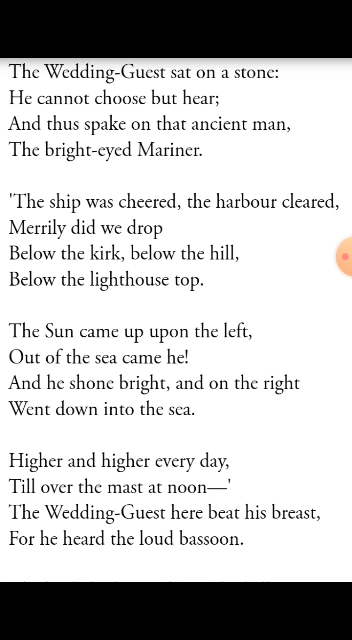 The Wedding-Guest sat on a stone:
He cannot choose but hear;
And thus spake on that ancient man,
The bright-eyed Mariner.

'The ship was cheered, the harbour cleared,
Merrily did we drop
Below the kirk, below the hill,
Below the lighthouse top.

The Sun came up upon the left,
Out of the sea came he!
And he shone bright, and on the right
Went down into the sea.

Higher and higher every day,
Till over the mast at noon—'
The Wedding-Guest here beat his breast,
For he heard the loud bassoon.